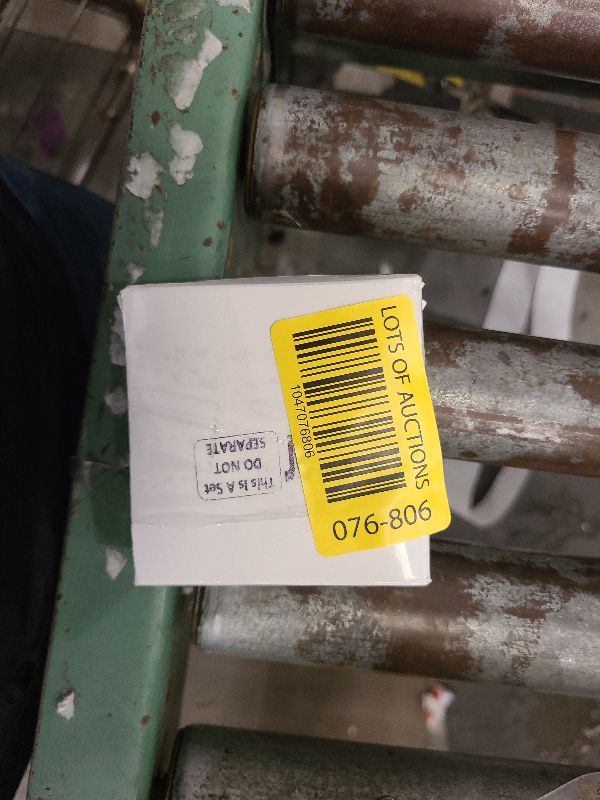 LOTS OF AUCTIONS
1047076806
076-806
This Is A Set
DO NOT
SEPARATE